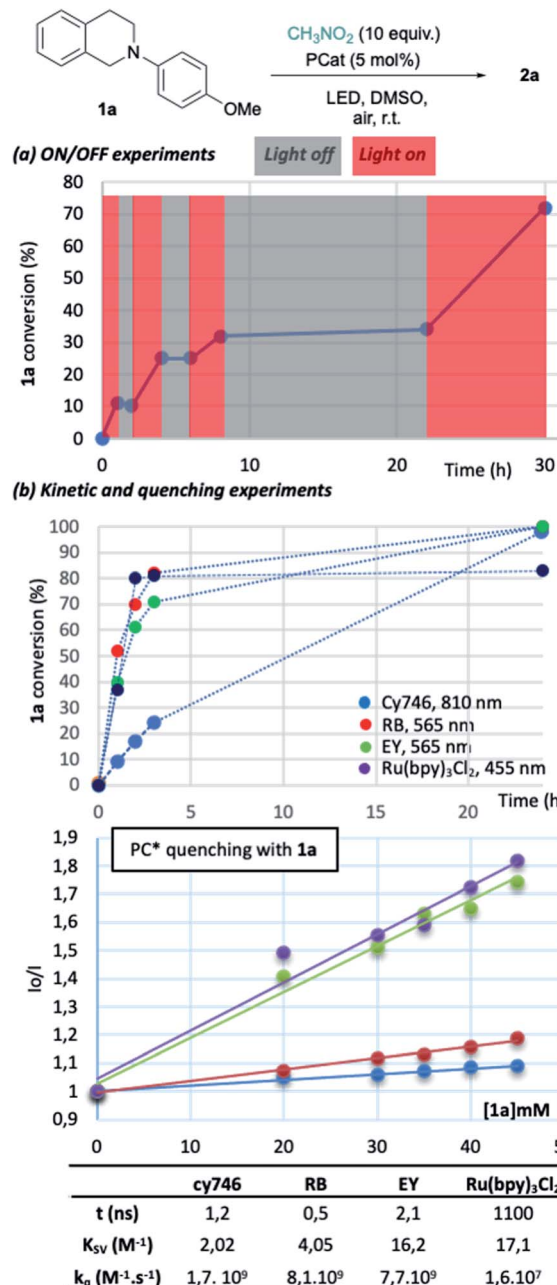 CH₃NO₂ (10 equiv.)
PCat (5 mol%)
N
OMe
1a
LED, DMSO,
air, r.t.
2a
(a) ON/OFF experiments
Light off
Light on
1a conversion (%)
80
70
60
50
40
30
20
10
0
0
10
20
30
Time (h)
(b) Kinetic and quenching experiments
1a conversion (%)
100
90
80
70
60
50
40
30
20
10
0
Cy746, 810 nm
RB, 565 nm
EY, 565 nm
Ru(bpy)₃Cl₂, 455 nm
0
5
10
15
20
Time (h
PC* quenching with 1a
Io/I
1,9
1,8
1,7
1,6
1,5
1,4
1,3
1,2
1,1
1
0,9
[1a]mM
0
20
30
40
5
cy746 RB EY Ru(bpy)₃Cl₂
t (ns) 1,2 0,5 2,1 1100
K_SV (M⁻¹) 2,02 4,05 16,2 17,1
k_q (M⁻¹.s⁻¹) 1,7. 10⁹ 8,1.10⁹ 7,7.10⁹ 1,6.10⁷